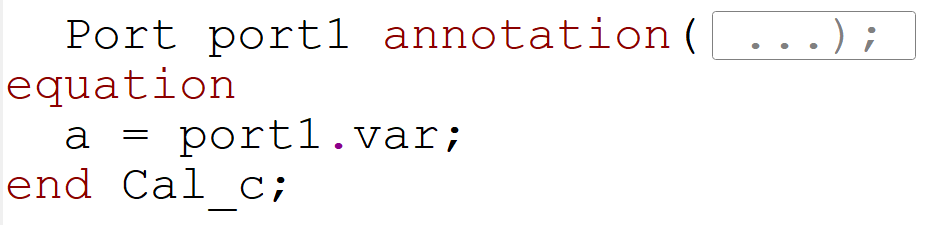 Port port1 annotation( ...);
equation
a = port1.var;
end Cal_c;